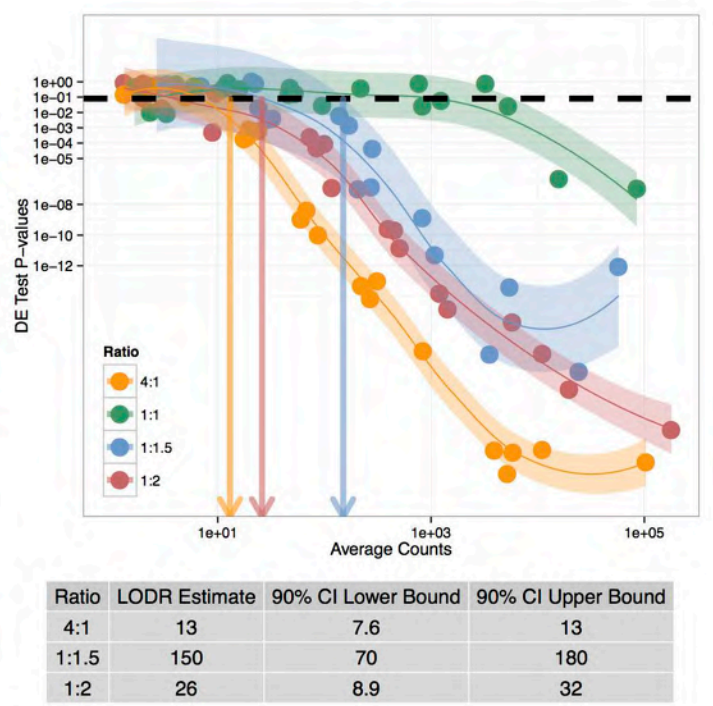 1e+00
1e-01
1e-02
1e-03
1e-04
1e-05
1e-08
1e-10
1e-12
DE Test P-values
Ratio
4:1
1:1
1:1.5
1:2
1e+01 1e+03 1e+05
Average Counts
Ratio LODR Estimate 90% CI Lower Bound 90% CI Upper Bound
4:1 13 7.6 13
1:1.5 150 70 180
1:2 26 8.9 32